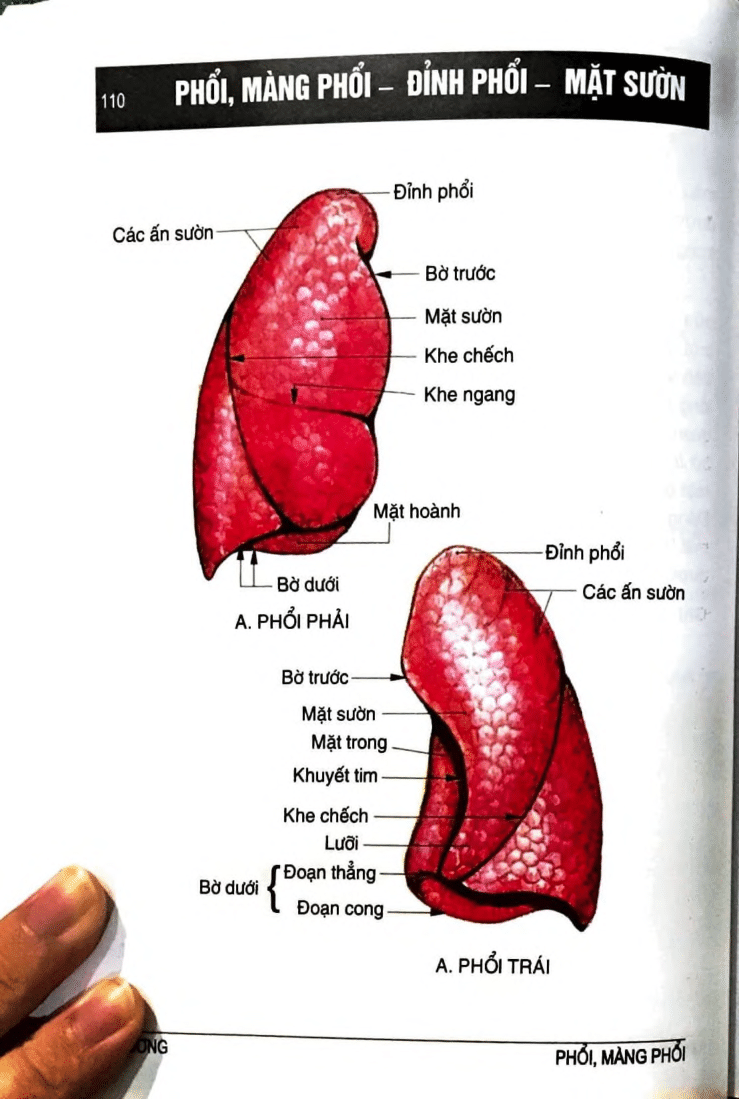 110 PHỔI, MÀNG PHỔI – ĐỈNH PHỔI – MẶT SƯỜN
Đỉnh phổi
Các ấn sườn
Bờ trước
Mặt sườn
Khe chếch
Khe ngang
Mặt hoành
Bờ dưới
A. PHỔI PHẢI
Đỉnh phổi
Các ấn sườn
Bờ trước
Mặt sườn
Mặt trong
Khuyết tim
Khe chếch
Lưỡi
Bờ dưới { Đoạn thẳng
Đoạn cong
A. PHỔI TRÁI
PHỔI, MÀNG PHỔI